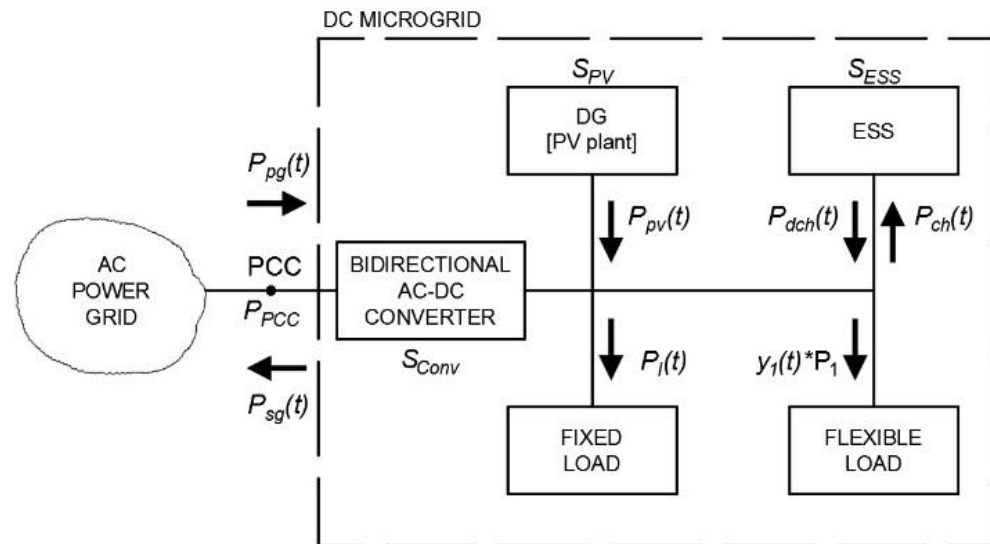 DC MICROGRID
S_PV
S_ESS
DG
[PV plant]
ESS
P_pg(t)
P_pv(t)
P_dch(t)
P_ch(t)
AC
POWER
GRID
PCC
P_PCC
BIDIRECTIONAL
AC-DC
CONVERTER
S_Conv
P_sg(t)
P_l(t)
y_1(t)*P_1
FIXED
LOAD
FLEXIBLE
LOAD